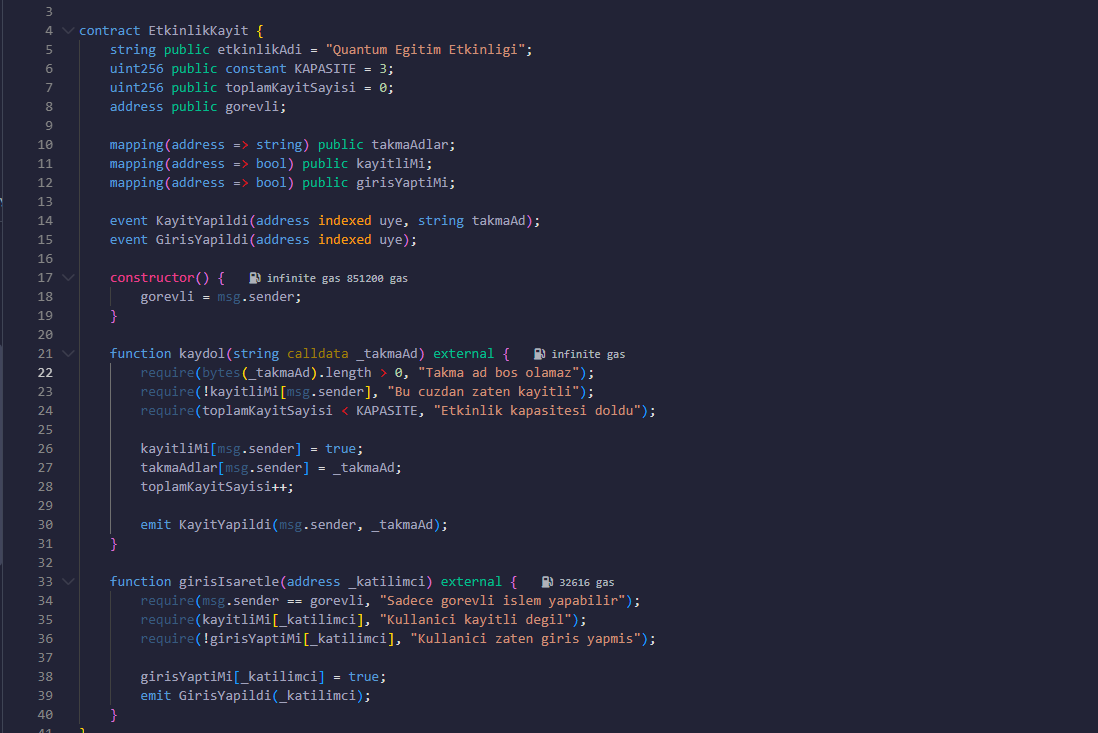 3
4 contract EtkinlikKayit {
5 string public etkinlikAdi = "Quantum Egitim Etkinligi";
6 uint256 public constant KAPASITE = 3;
7 uint256 public toplamKayitSayisi = 0;
8 address public gorevli;
9
10 mapping(address => string) public takmaAdlar;
11 mapping(address => bool) public kayitliMi;
12 mapping(address => bool) public girisYaptiMi;
13
14 event KayitYapildi(address indexed uye, string takmaAd);
15 event GirisYapildi(address indexed uye);
16
17 constructor() { infinite gas 851200 gas
18 gorevli = msg.sender;
19 }
20
21 function kaydol(string calldata _takmaAd) external { infinite gas
22 require(bytes(_takmaAd).length > 0, "Takma ad bos olamaz");
23 require(!kayitliMi[msg.sender], "Bu cuzdan zaten kayitli");
24 require(toplamKayitSayisi < KAPASITE, "Etkinlik kapasitesi doldu");
25
26 kayitliMi[msg.sender] = true;
27 takmaAdlar[msg.sender] = _takmaAd;
28 toplamKayitSayisi++;
29
30 emit KayitYapildi(msg.sender, _takmaAd);
31 }
32
33 function girisIsaretle(address _katilimci) external { 32616 gas
34 require(msg.sender == gorevli, "Sadece gorevli islem yapabilir");
35 require(kayitliMi[_katilimci], "Kullanici kayitli degil");
36 require(!girisYaptiMi[_katilimci], "Kullanici zaten giris yapmis");
37
38 girisYaptiMi[_katilimci] = true;
39 emit GirisYapildi(_katilimci);
40 }
41 }